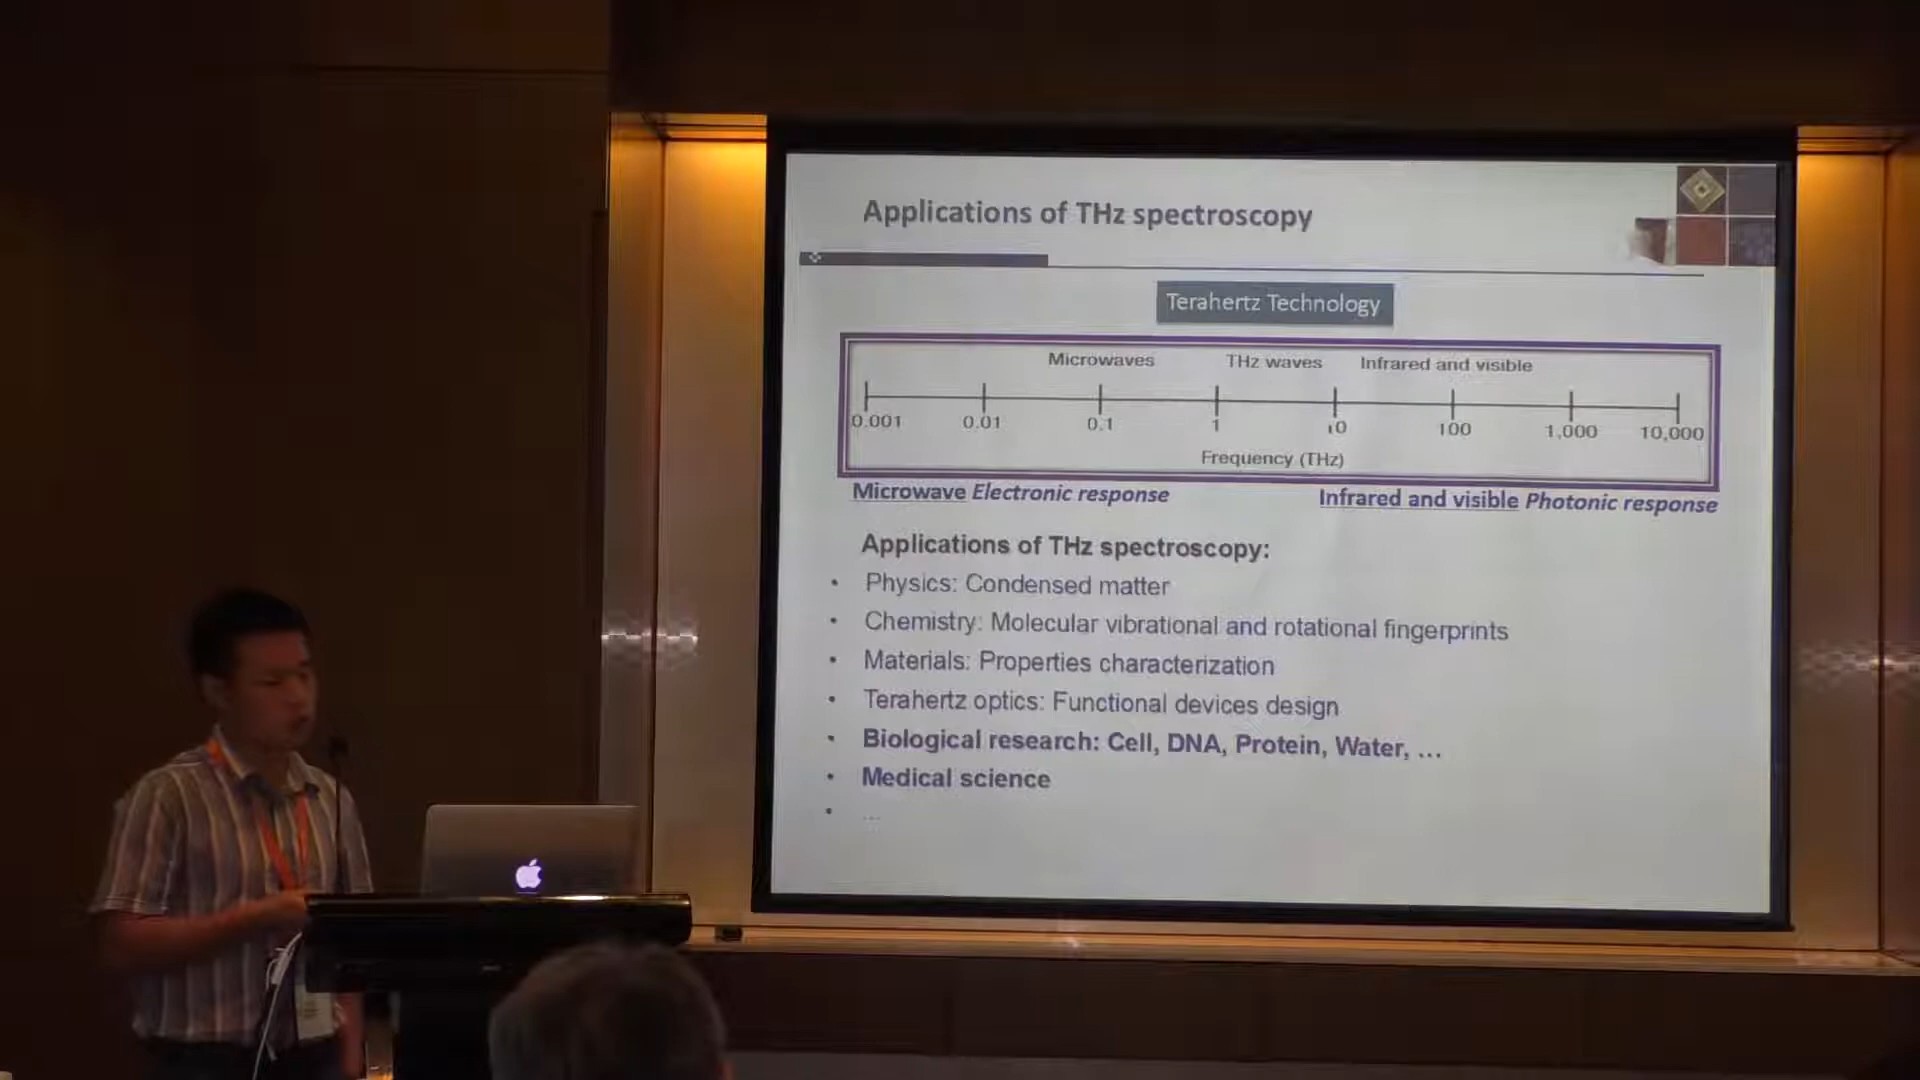 Applications of THz spectroscopy
Terahertz Technology
Microwaves THz waves Infrared and visible
0.001 0.01 0.1 1 10 100 1,000 10,000
Frequency (THz)
Microwave Electronic response Infrared and visible Photonic response
Applications of THz spectroscopy:
• Physics: Condensed matter
• Chemistry: Molecular vibrational and rotational fingerprints
• Materials: Properties characterization
• Terahertz optics: Functional devices design
• Biological research: Cell, DNA, Protein, Water, ...
• Medical science
• ...